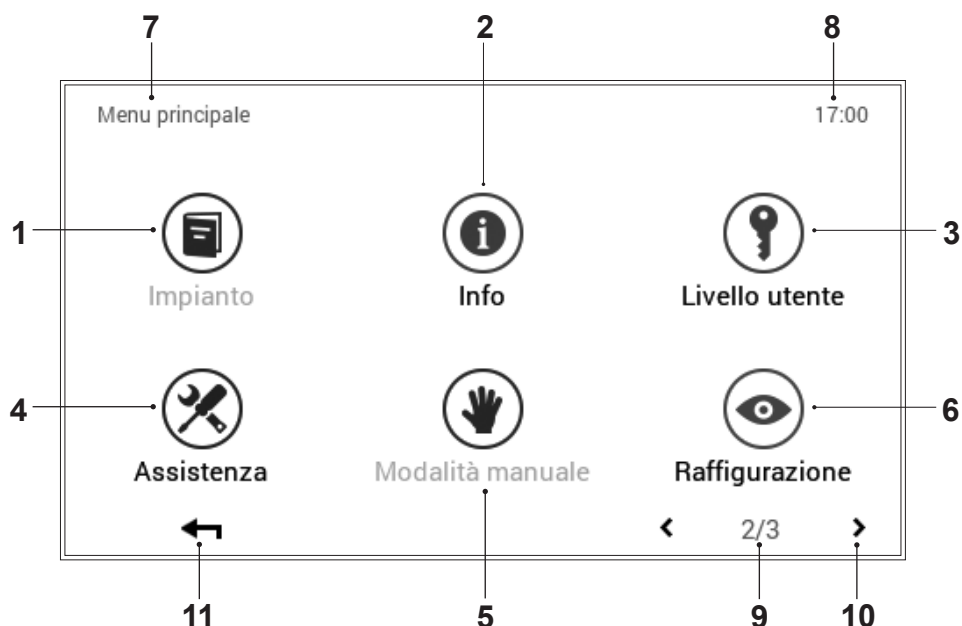 7 2 8
Menu principale 17:00
1 3
Impianto Info Livello utente
4 6
Assistenza Modalità manuale Raffigurazione
2/3
11 5 9 10